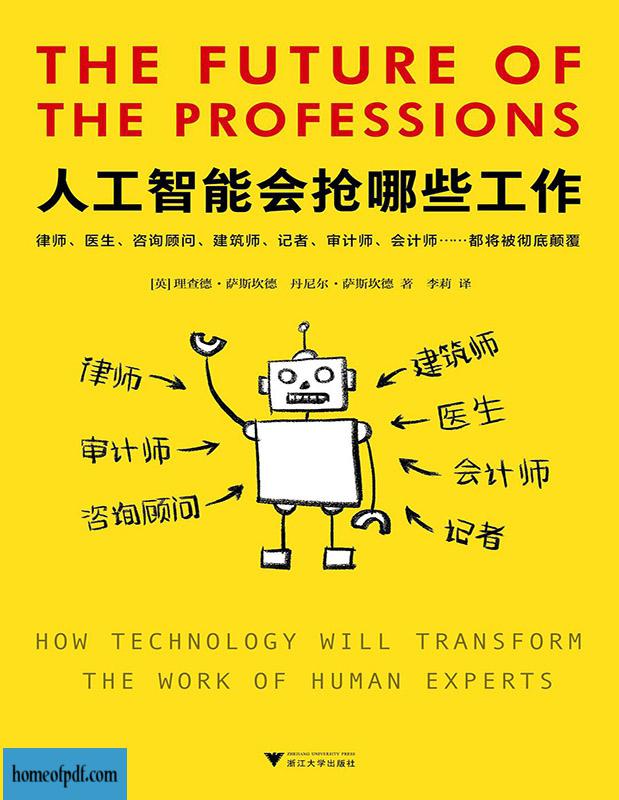 THE FUTURE OF
THE PROFESSIONS
人工智能会抢哪些工作
律师、医生、咨询顾问、建筑师、记者、审计师、会计师……都将被彻底颠覆
[英] 理查德·萨斯坎德 丹尼尔·萨斯坎德 著 李莉 译
律师
建筑师
医生
审计师
会计师
咨询顾问
记者
HOW TECHNOLOGY WILL TRANSFORM
THE WORK OF HUMAN EXPERTS
ZHEJIANG UNIVERSITY PRESS
浙江大学出版社
homeofpdf.com